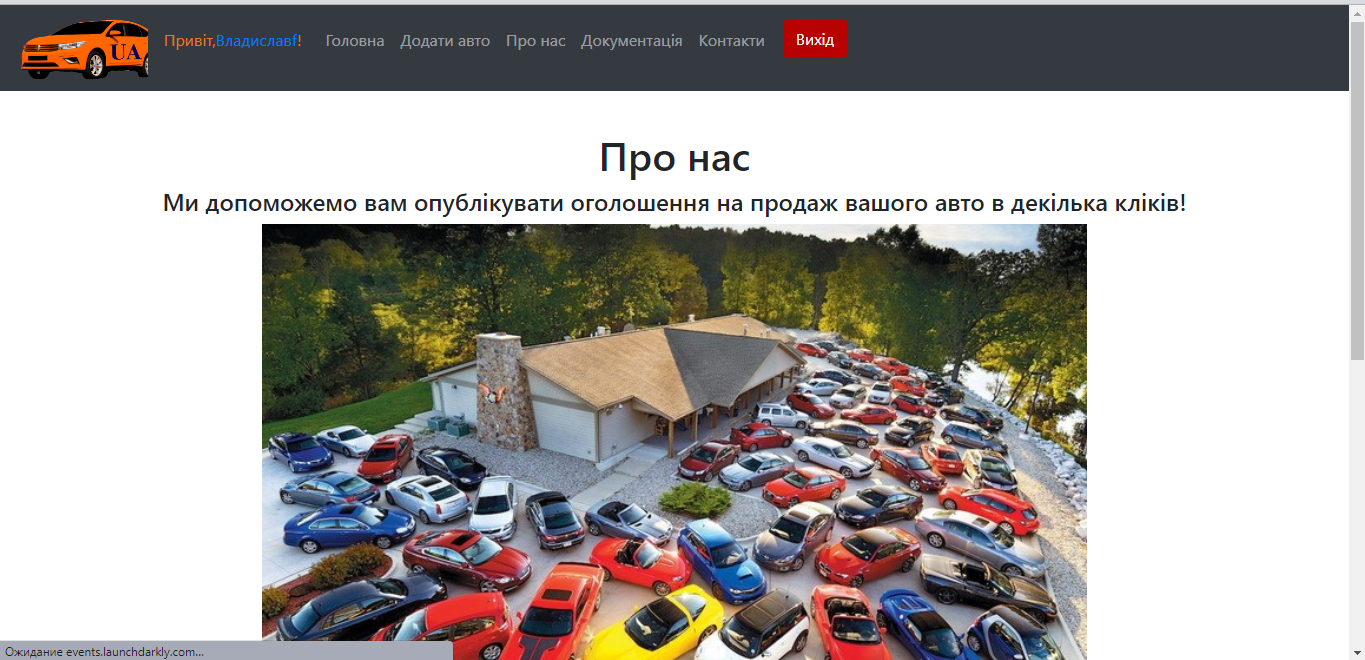 UA
Привіт,Владиславf!
Головна
Додати авто
Про нас
Документація
Контакти
Вихід
Про нас
Ми допоможемо вам опублікувати оголошення на продаж вашого авто в декілька кліків!
Ожидание events.launchdarkly.com...